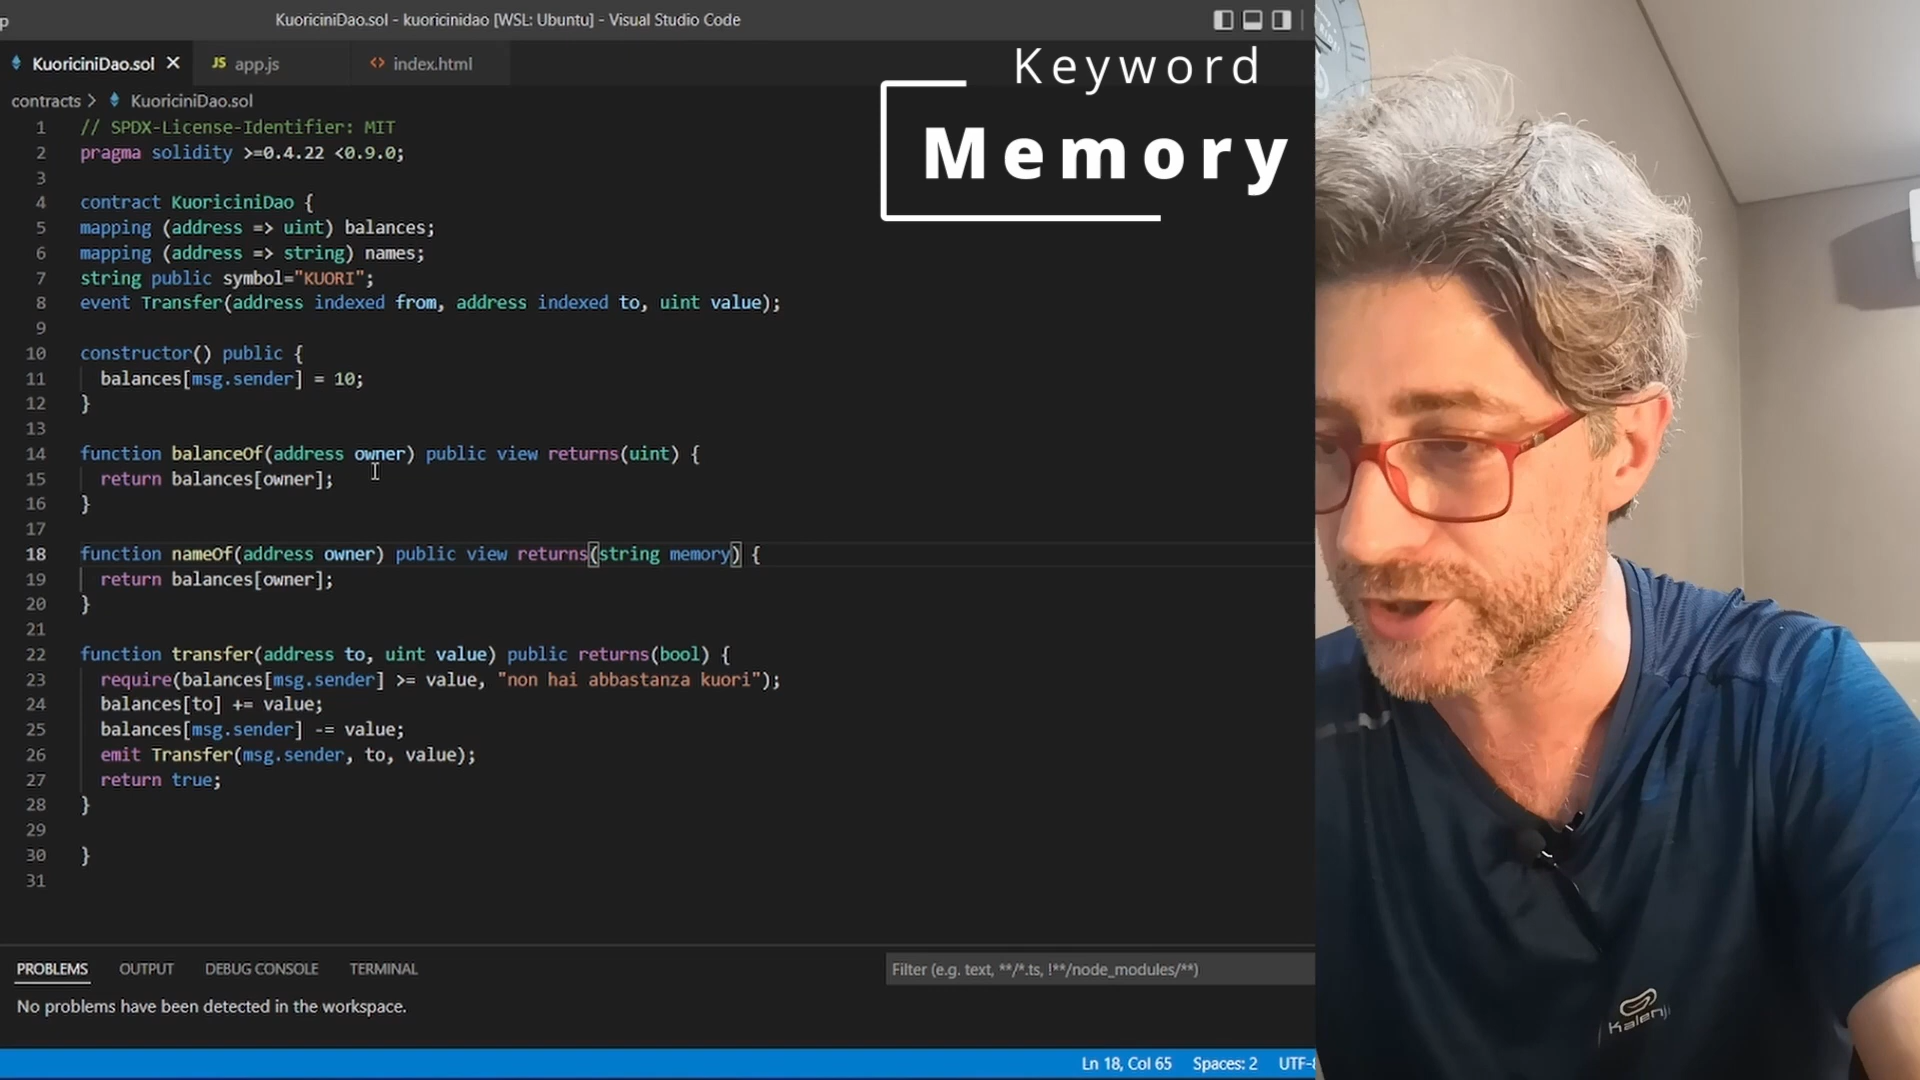 KuoriciniDao.sol - kuoricinidao [WSL: Ubuntu] - Visual Studio Code
KuoriciniDao.sol
JS app.js
<> index.html
Keyword
Memory
contracts > KuoriciniDao.sol
1 // SPDX-License-Identifier: MIT
2 pragma solidity >=0.4.22 <0.9.0;
3
4 contract KuoriciniDao {
5 mapping (address => uint) balances;
6 mapping (address => string) names;
7 string public symbol="KUORI";
8 event Transfer(address indexed from, address indexed to, uint value);
9
10 constructor() public {
11 balances[msg.sender] = 10;
12 }
13
14 function balanceOf(address owner) public view returns(uint) {
15 return balances[owner];
16 }
17
18 function nameOf(address owner) public view returns(string memory) {
19 return balances[owner];
20 }
21
22 function transfer(address to, uint value) public returns(bool) {
23 require(balances[msg.sender] >= value, "non hai abbastanza kuori");
24 balances[to] += value;
25 balances[msg.sender] -= value;
26 emit Transfer(msg.sender, to, value);
27 return true;
28 }
29
30 }
31
PROBLEMS OUTPUT DEBUG CONSOLE TERMINAL
Filter (e.g. text, **/*.ts, !**/node_modules/**)
No problems have been detected in the workspace.
Ln 18, Col 65 Spaces: 2
Kalenji